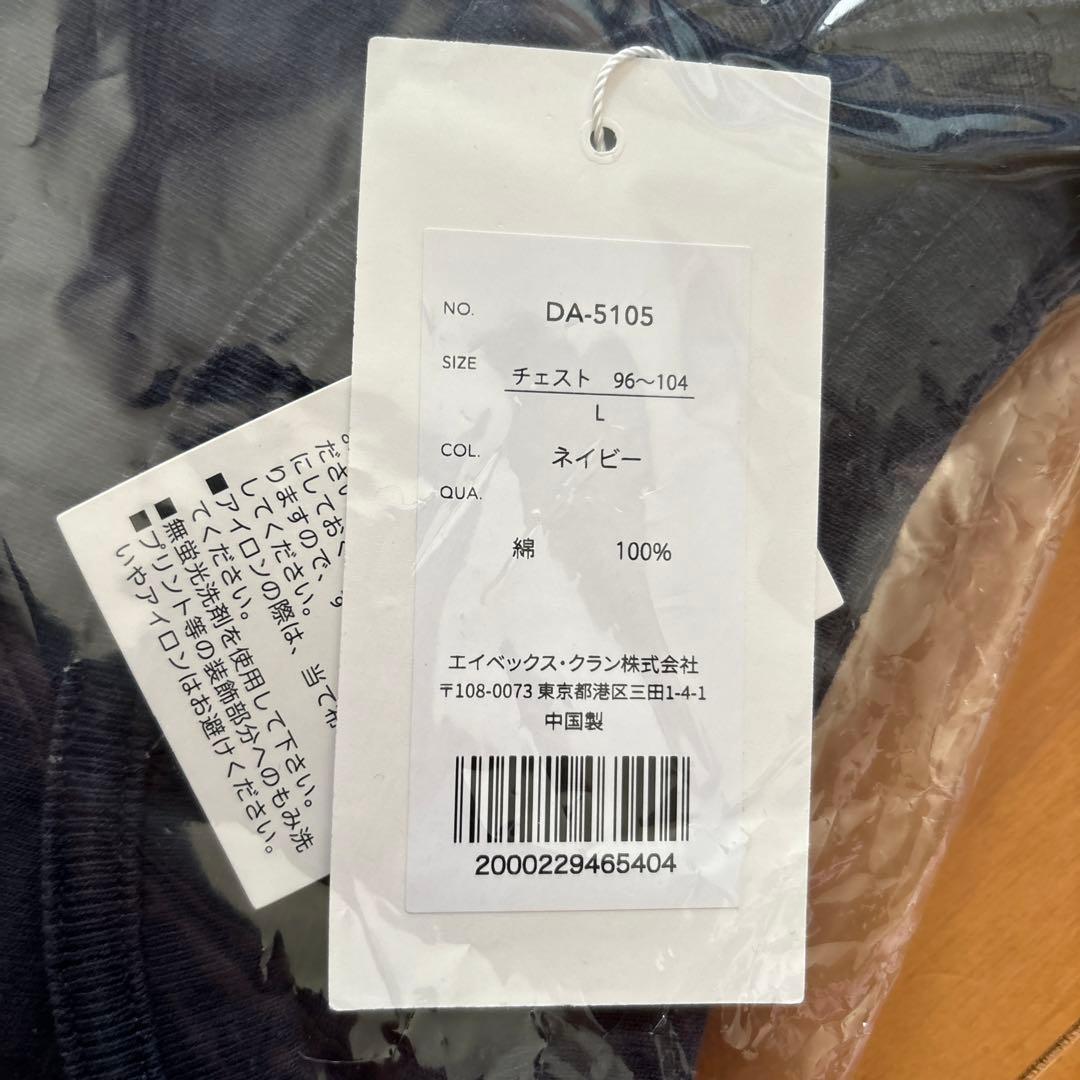 NO. DA-5105
SIZE チェスト 96〜104
L
COL. ネイビー
QUA.
綿 100%
エイベックス・クラン株式会社
〒108-0073 東京都港区三田1-4-1
中国製
2000229465404
ださい
にしておく
りますので、
してください。
■アイロンの際は、当て布
てください。
■無蛍光洗剤を使用して下さい。
■プリント等の装飾部分へのもみ洗
いやアイロンはお避けください。